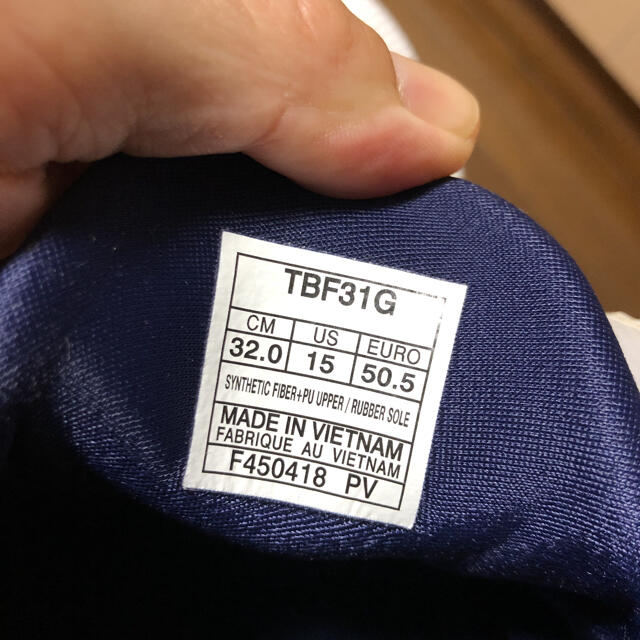 TBF31G
CM US EURO
32.0 15 50.5
SYNTHETIC FIBER+PU UPPER / RUBBER SOLE
MADE IN VIETNAM
FABRIQUE AU VIETNAM
F450418 PV